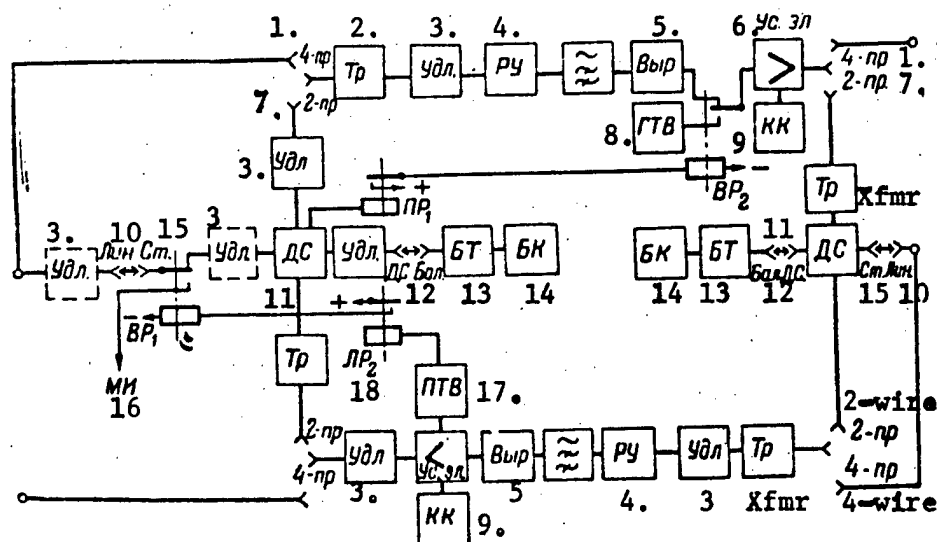 1. 2. 3. 4. 5. 6. Ус. ЭЛ
4-пр Тр Удл. РУ Выр 4-пр 1.
7. 2-пр 2-пр 7.
8. ГТВ 9 КК
3. Удл
+ ПР₁ ВР₂ −
Тр Xfmr
3. 10 15 3 11
Удл. Лин Ст. Удл. ДС Удл. БТ БК БК БТ ДС
ДС Бал. Бал ДС Ст Лин.
11 12 13 14 14 13 12 15 10
− ВР₁ +
Тр ЛР₂
МИ 18 ПТВ 17.
16
2=wire
2-пр 2-пр
4-пр Удл Ус. эл Выр РУ Удл Тр 4-пр
3. 5 4. 3 Xfmr 4=wire
КК 9.